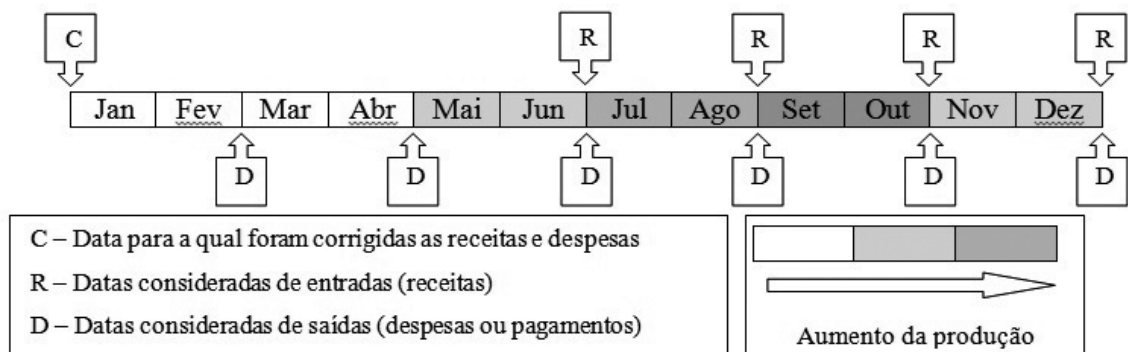 C R R R R
Jan Fev Mar Abr Mai Jun Jul Ago Set Out Nov Dez
D D D D D D
C – Data para a qual foram corrigidas as receitas e despesas
R – Datas consideradas de entradas (receitas)
D – Datas consideradas de saídas (despesas ou pagamentos)
Aumento da produção